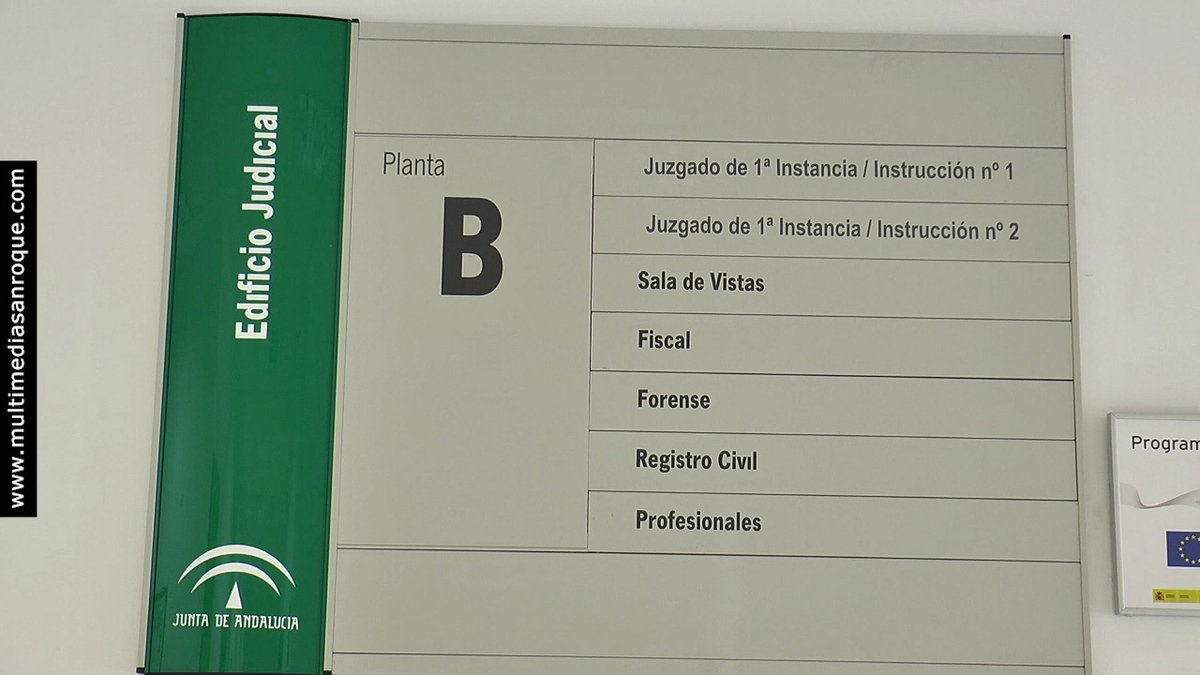 www.multimediasanroque.com
Edificio Judicial
JUNTA DE ANDALUCIA
Planta
B
Juzgado de 1ª Instancia / Instrucción nº 1
Juzgado de 1ª Instancia / Instrucción nº 2
Sala de Vistas
Fiscal
Forense
Registro Civil
Profesionales
Program